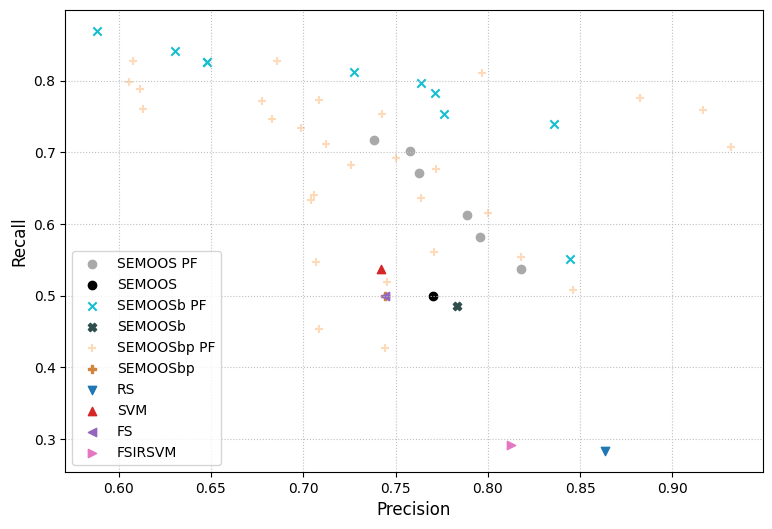 Recall
0.8
0.7
0.6
0.5
0.4
0.3
SEMOOS PF
SEMOOS
SEMOOSb PF
SEMOOSb
SEMOOSbp PF
SEMOOSbp
RS
SVM
FS
FSIRSVM
0.60 0.65 0.70 0.75 0.80 0.85 0.90
Precision